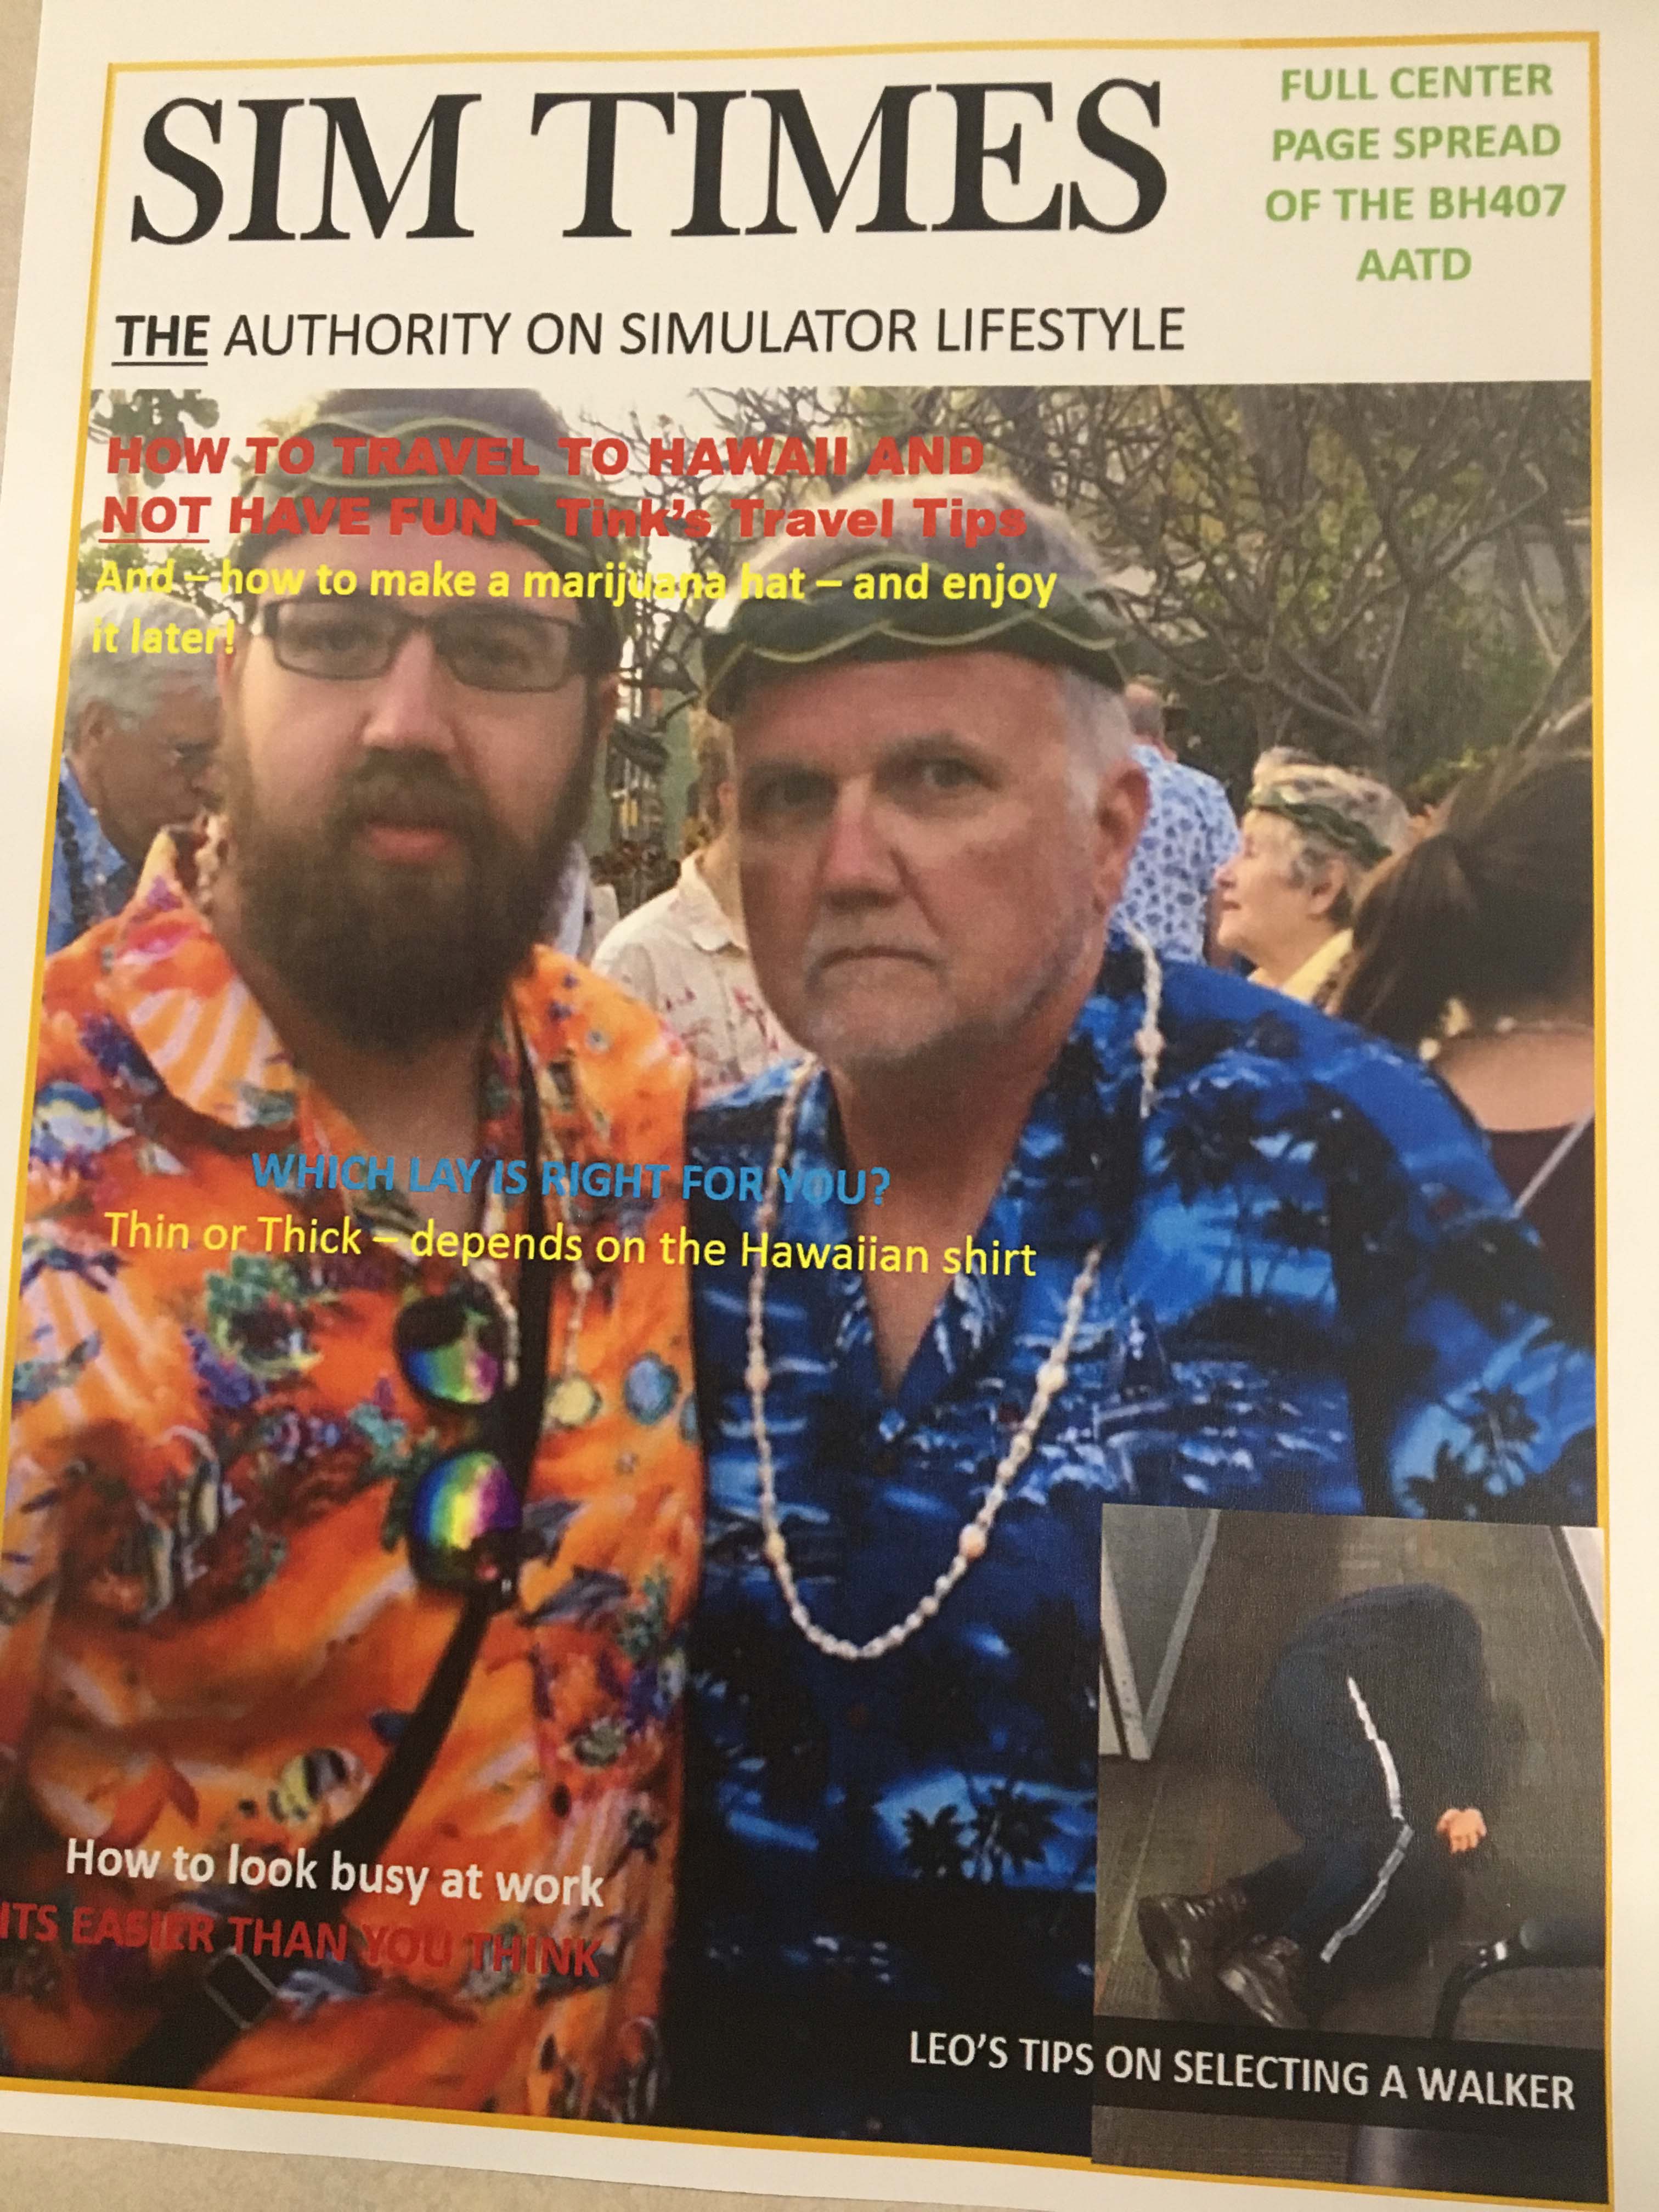 SIM TIMES
FULL CENTER
PAGE SPREAD
OF THE BH407
AATD
THE AUTHORITY ON SIMULATOR LIFESTYLE
HOW TO TRAVEL TO HAWAII AND
NOT HAVE FUN – Tink's Travel Tips
And – how to make a marijuana hat – and enjoy
it later!
WHICH LAY IS RIGHT FOR YOU?
Thin or Thick – depends on the Hawaiian shirt
How to look busy at work
ITS EASIER THAN YOU THINK
LEO'S TIPS ON SELECTING A WALKER